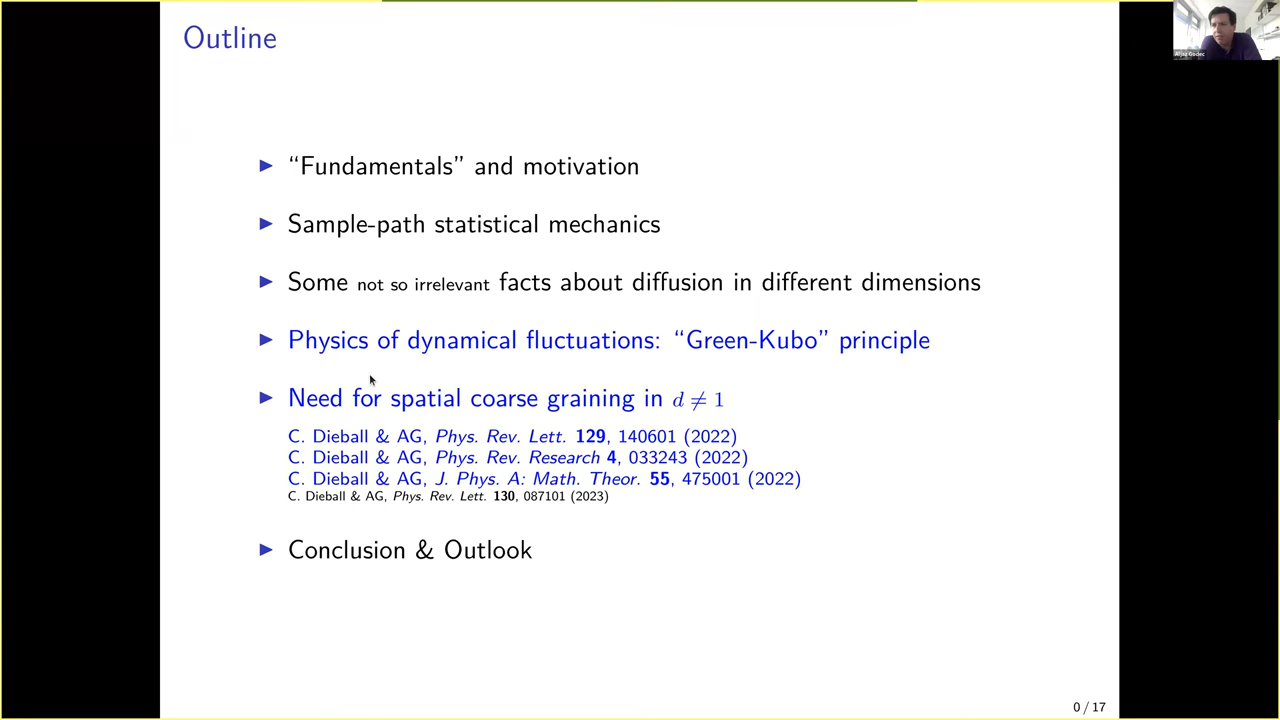 Outline
Aljaz Godec
▶ “Fundamentals” and motivation
▶ Sample-path statistical mechanics
▶ Some not so irrelevant facts about diffusion in different dimensions
▶ Physics of dynamical fluctuations: “Green-Kubo” principle
▶ Need for spatial coarse graining in d ≠ 1
C. Dieball & AG, Phys. Rev. Lett. 129, 140601 (2022)
C. Dieball & AG, Phys. Rev. Research 4, 033243 (2022)
C. Dieball & AG, J. Phys. A: Math. Theor. 55, 475001 (2022)
C. Dieball & AG, Phys. Rev. Lett. 130, 087101 (2023)
▶ Conclusion & Outlook
0 / 17